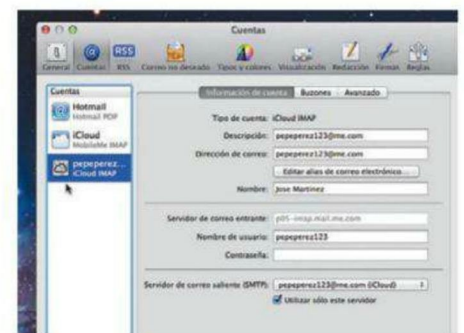 Cuentas
RSS
General Cuentas RSS Correo no deseado Tipos y colores Visualización Redacción Firmas Reglas
Cuentas
Hotmail
Hotmail POP
iCloud
MobileMe IMAP
pepeperez...
iCloud IMAP
Información de cuenta Buzones Avanzado
Tipo de cuenta: iCloud IMAP
Descripción: pepeperez123@me.com
Dirección de correo: pepeperez123@me.com
Editar alias de correo electrónico...
Nombre: Jose Martinez
Servidor de correo entrante: p05-imap.mail.me.com
Nombre de usuario: pepeperez123
Contraseña:
Servidor de correo saliente (SMTP): pepeperez123@me.com (iCloud)
Utilizar sólo este servidor